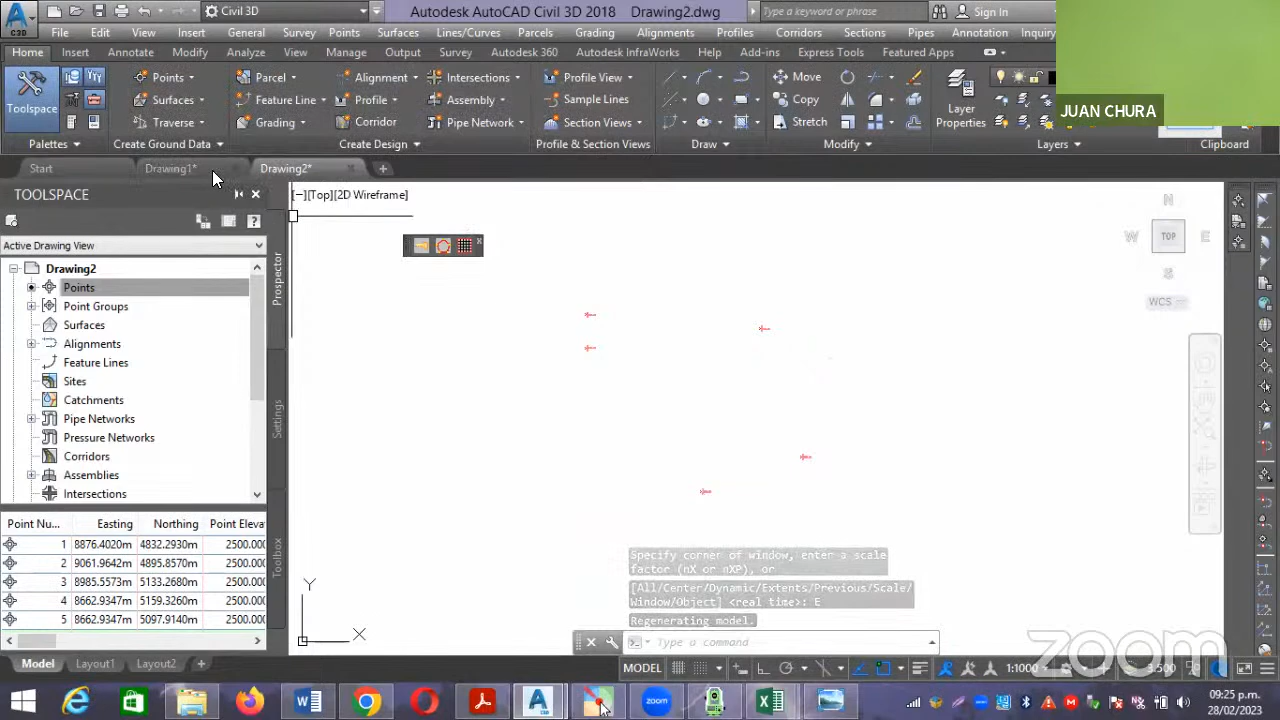 Civil 3D
Autodesk AutoCAD Civil 3D 2018 Drawing2.dwg
Type a keyword or phrase
Sign In
C3D
File Edit View Insert General Survey Points Surfaces Lines/Curves Parcels Grading Alignments Profiles Corridors Sections Pipes Annotation Inquiry
Home Insert Annotate Modify Analyze View Manage Output Survey Autodesk 360 Autodesk InfraWorks Help Add-ins Express Tools Featured Apps
Toolspace
Points
Surfaces
Traverse
Parcel
Feature Line
Grading
Alignment
Profile
Corridor
Intersections
Assembly
Pipe Network
Profile View
Sample Lines
Section Views
Move
Copy
Stretch
Layer
Properties
JUAN CHURA
Palettes
Create Ground Data
Create Design
Profile & Section Views
Draw
Modify
Layers
Clipboard
Start
Drawing1*
Drawing2*
TOOLSPACE
[−][Top][2D Wireframe]
N
W
TOP
E
S
WCS
Active Drawing View
Drawing2
Points
Point Groups
Surfaces
Alignments
Feature Lines
Sites
Catchments
Pipe Networks
Pressure Networks
Corridors
Assemblies
Intersections
Prospector
Settings
Toolbox
Point Nu... Easting Northing Point Eleva
1 8876.4020m 4832.2930m 2500.000
2 9061.9642m 4895.8570m 2500.000
3 8985.5573m 5133.2680m 2500.000
4 8662.9347m 5159.3260m 2500.000
5 8662.9347m 5097.9140m 2500.000
Y
X
Specify corner of window, enter a scale
factor (nX or nXP), or
[All/Center/Dynamic/Extents/Previous/Scale/
Window/Object] <real time>: E
Regenerating model.
Type a command
zoom
Model Layout1 Layout2 +
MODEL
1:1000
3.500
zoom
09:25 p.m.
28/02/2023